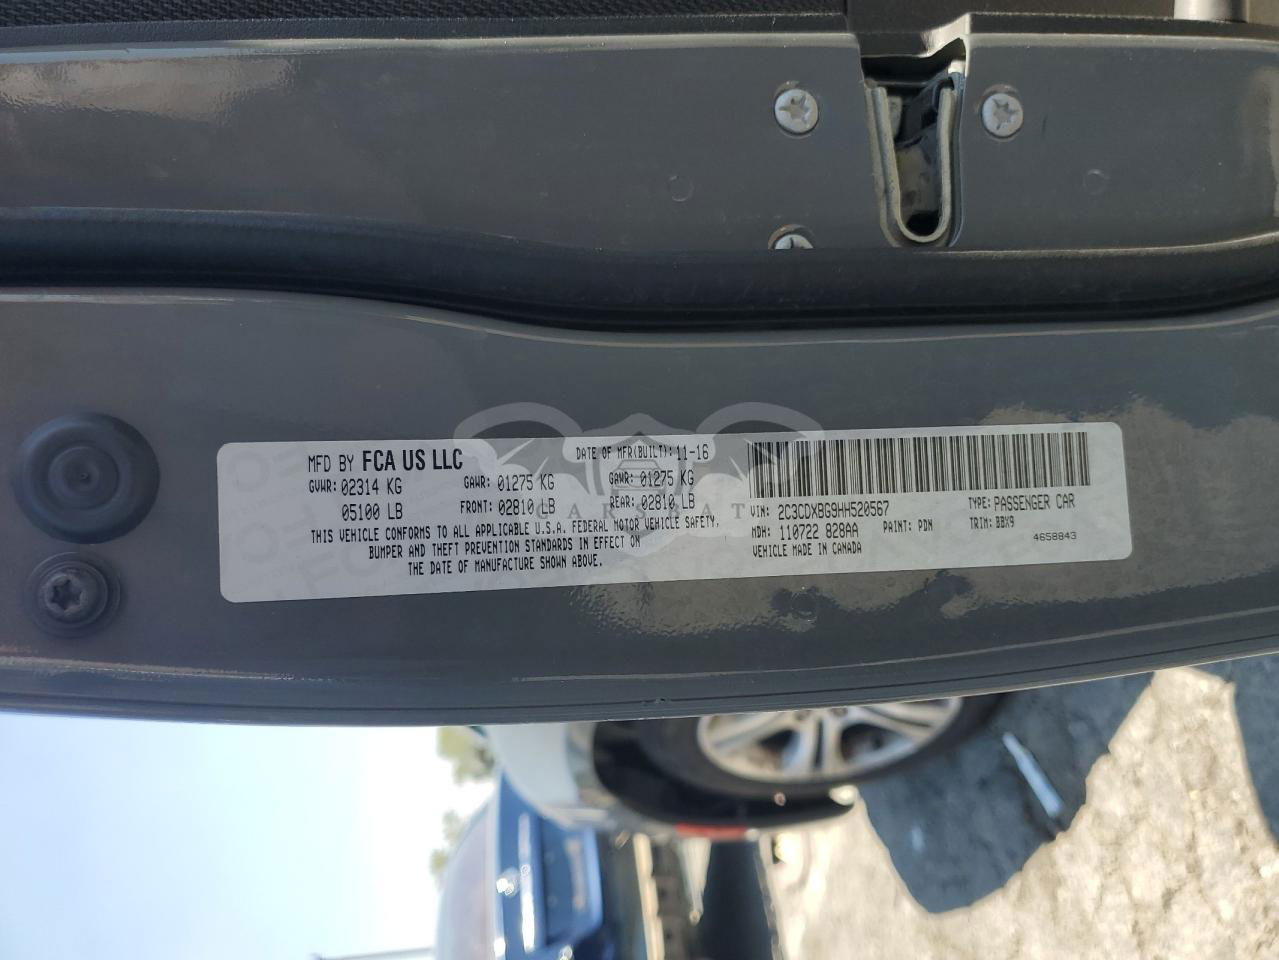 MFD BY FCA US LLC
DATE OF MFR(BUILT): 11-16
GVWR: 02314 KG
GAWR: 01275 KG
GAWR: 01275 KG
05100 LB
FRONT: 02810 LB
REAR: 02810 LB
THIS VEHICLE CONFORMS TO ALL APPLICABLE U.S.A. FEDERAL MOTOR VEHICLE SAFETY,
BUMPER AND THEFT PREVENTION STANDARDS IN EFFECT ON
THE DATE OF MANUFACTURE SHOWN ABOVE.
VIN: 2C3CDXBG9HH520567
TYPE: PASSENGER CAR
MDH: 110722 828AA
PAINT: PDN
TRIM: BBX9
VEHICLE MADE IN CANADA
4658843
CARSBAT